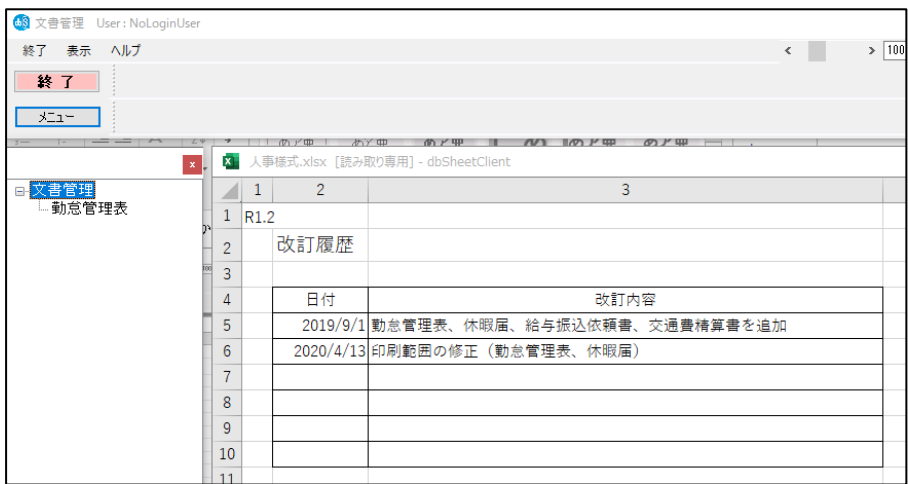 文書管理 User : NoLoginUser
終了 表示 ヘルプ
100
終 了
メニュー
人事様式.xlsx [読み取り専用] - dbSheetClient
文書管理
勤怠管理表
1 2 3
1 R1.2
2 改訂履歴
3
4 日付 改訂内容
5 2019/9/1 勤怠管理表、休暇届、給与振込依頼書、交通費精算書を追加
6 2020/4/13 印刷範囲の修正（勤怠管理表、休暇届）
7
8
9
10
11